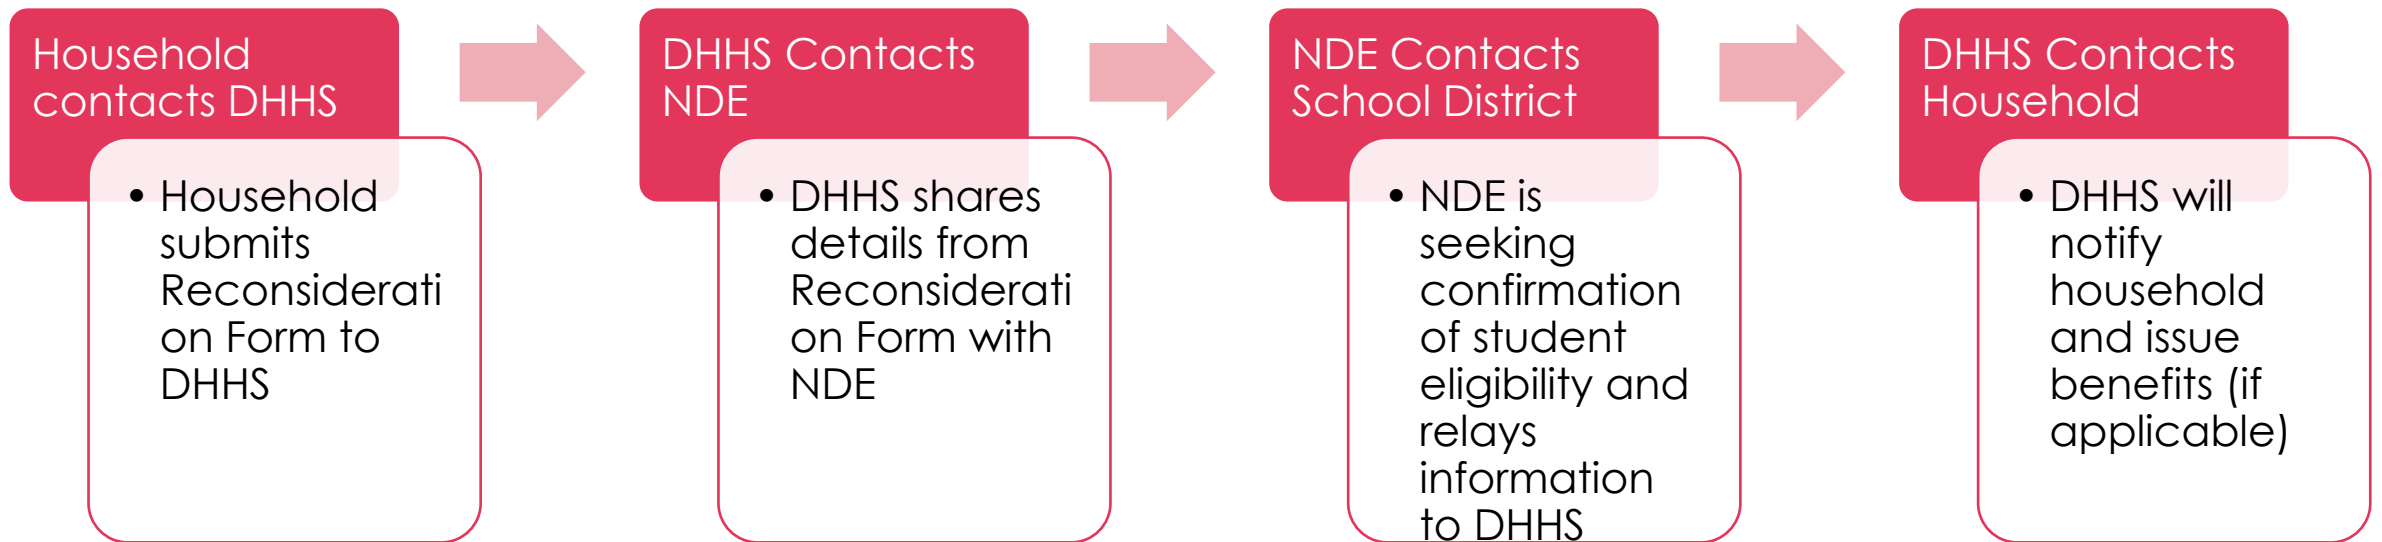 Household
contacts DHHS
• Household
submits
Reconsiderati
on Form to
DHHS
DHHS Contacts
NDE
• DHHS shares
details from
Reconsiderati
on Form with
NDE
NDE Contacts
School District
• NDE is
seeking
confirmation
of student
eligibility and
relays
information
to DHHS
DHHS Contacts
Household
• DHHS will
notify
household
and issue
benefits (if
applicable)